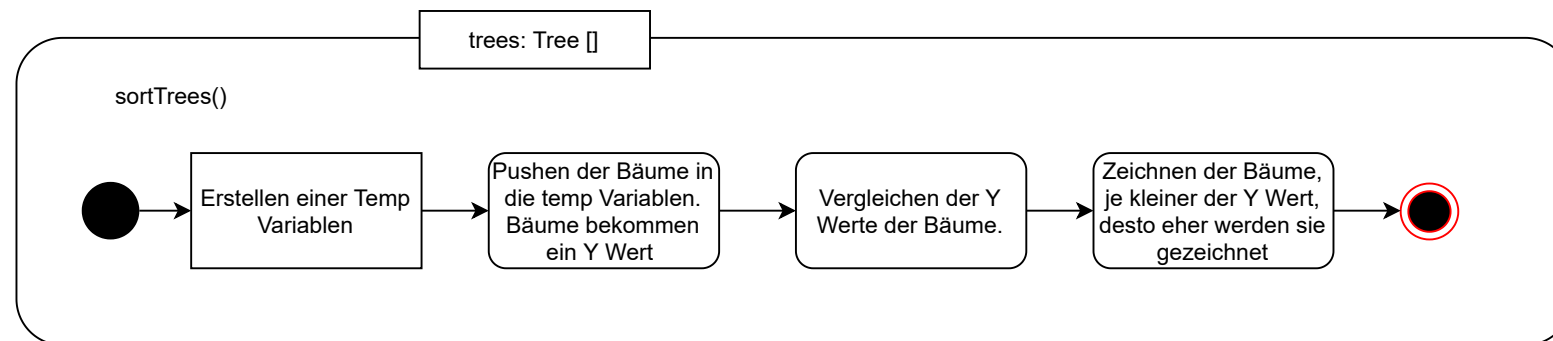 trees: Tree []
sortTrees()
Erstellen einer Temp
Variablen
Pushen der Bäume in
die temp Variablen.
Bäume bekommen
ein Y Wert
Vergleichen der Y
Werte der Bäume.
Zeichnen der Bäume,
je kleiner der Y Wert,
desto eher werden sie
gezeichnet